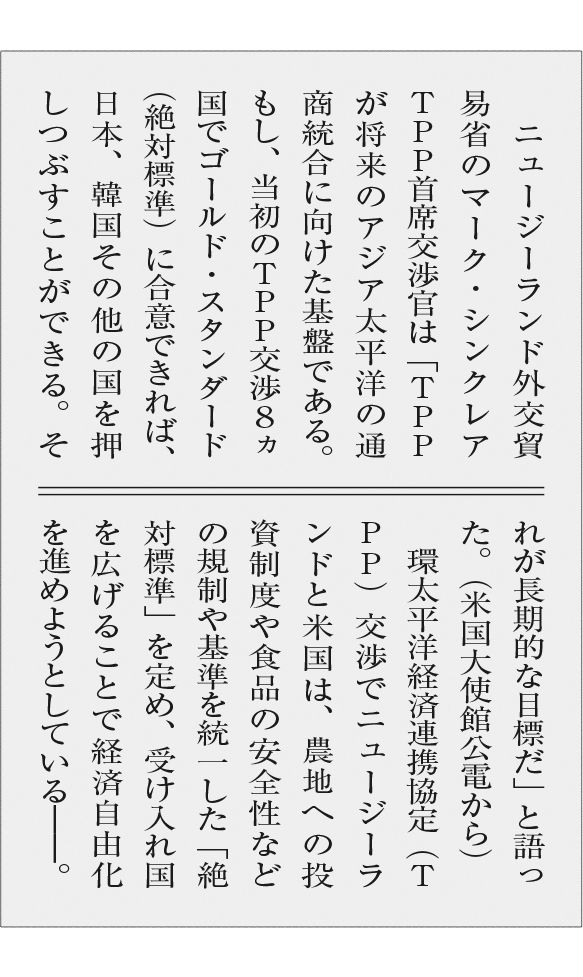 ニュージーランド外交貿
易省のマーク・シンクレア
ＴＰＰ首席交渉官は「ＴＰＰ
が将来のアジア太平洋の通
商統合に向けた基盤である。
もし、当初のＴＰＰ交渉８ヵ
国でゴールド・スタンダード
（絶対標準）に合意できれば、
日本、韓国その他の国を押
しつぶすことができる。そ
れが長期的な目標だ」と語っ
た。（米国大使館公電から）
環太平洋経済連携協定（Ｔ
ＰＰ）交渉でニュージーラ
ンドと米国は、農地への投
資制度や食品の安全性など
の規制や基準を統一した「絶
対標準」を定め、受け入れ国
を広げることで経済自由化
を進めようとしている――。